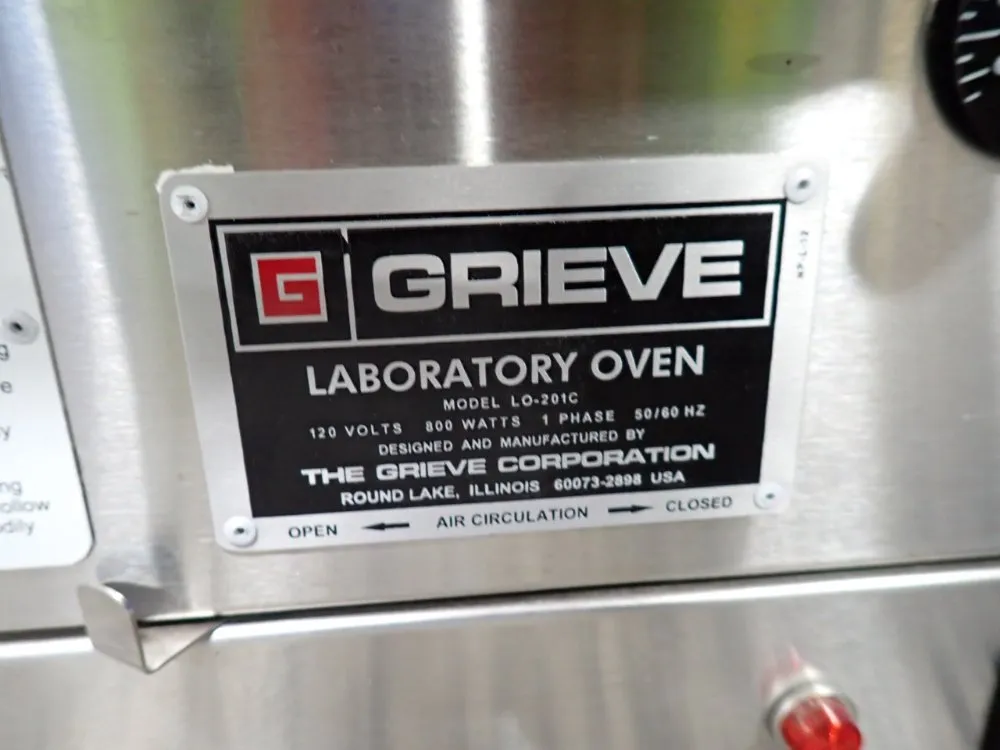 G GRIEVE
LABORATORY OVEN
MODEL LO-201C
120 VOLTS 800 WATTS 1 PHASE 50/60 HZ
DESIGNED AND MANUFACTURED BY
THE GRIEVE CORPORATION
ROUND LAKE, ILLINOIS 60073-2898 USA
OPEN AIR CIRCULATION CLOSED